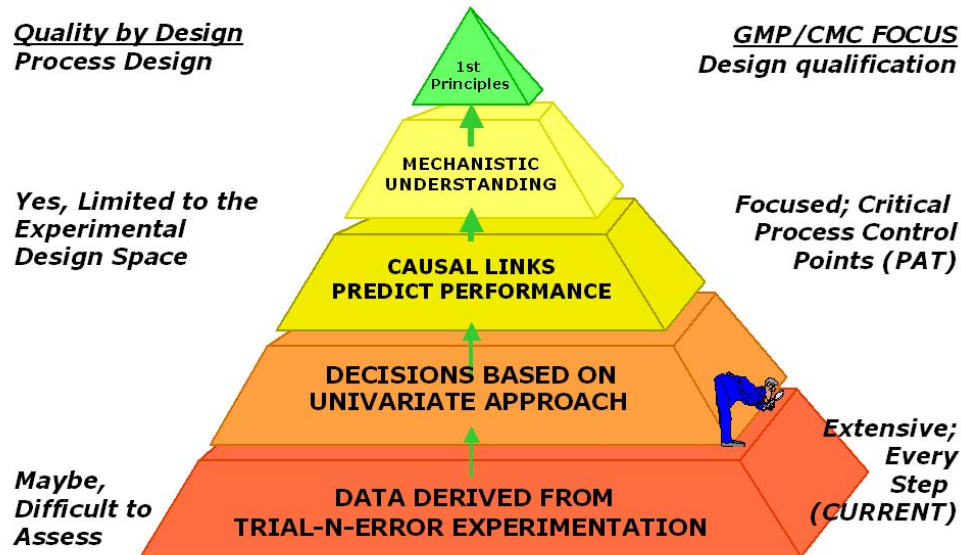 Quality by Design
Process Design
GMP/CMC FOCUS
Design qualification
1st
Principles
MECHANISTIC
UNDERSTANDING
Yes, Limited to the
Experimental
Design Space
Focused; Critical
Process Control
Points (PAT)
CAUSAL LINKS
PREDICT PERFORMANCE
DECISIONS BASED ON
UNIVARIATE APPROACH
Maybe,
Difficult to
Assess
Extensive;
Every
Step
(CURRENT)
DATA DERIVED FROM
TRIAL-N-ERROR EXPERIMENTATION